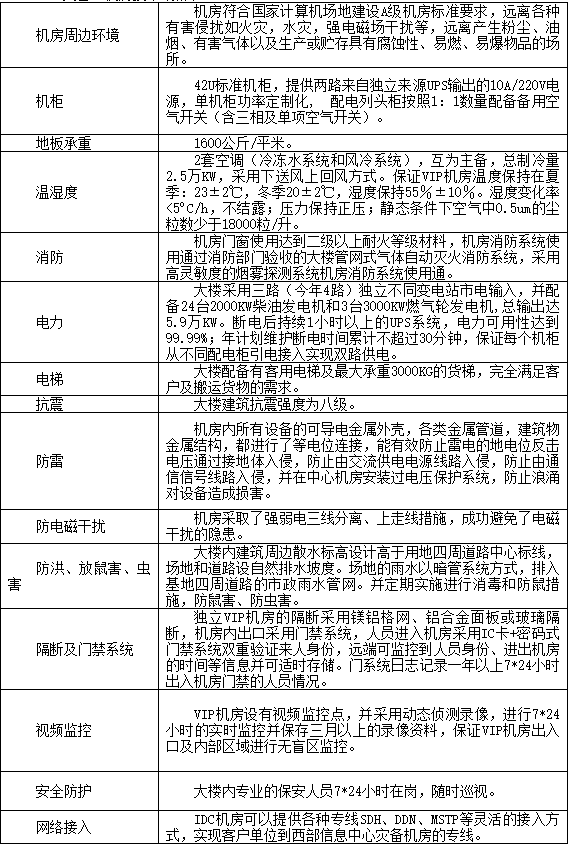 机房周边环境
机房符合国家计算机场地建设A级机房标准要求，远离各种
有害侵扰如火灾，水灾，强电磁场干扰等，远离产生粉尘、油
烟、有害气体以及生产或贮存具有腐蚀性、易燃、易爆物品的场
所。
机柜
42U标准机柜，提供两路来自独立来源UPS输出的10A/220V电
源，单机柜功率定制化， 配电列头柜按照1：1数量配备备用空
气开关（含三相及单项空气开关）。
地板承重
1600公斤/平米。
温湿度
2套空调（冷冻水系统和风冷系统），互为主备，总制冷量
2.5万KW，采用下送风上回风方式。保证VIP机房温度保持在夏
季：23±2℃，冬季20±2℃，湿度保持55％±10％。湿度变化率
<5°C/h，不结露；压力保持正压；静态条件下空气中0.5um的尘
粒数少于18000粒/升。
消防
机房门窗使用达到二级以上耐火等级材料，机房消防系统使
用通过消防部门验收的大楼管网式气体自动灭火消防系统，采用
高灵敏度的烟雾探测系统机房消防系统使用通。
电力
大楼采用三路（今年4路）独立不同变电站市电输入，并配
备24台2000KW柴油发电机和3台3000KW燃气轮发电机,总输出达
5.9万KW。断电后持续1小时以上的UPS系统，电力可用性达到
99.99%；年计划维护断电时间累计不超过30分钟，保证每个机柜
从不同配电柜引电接入实现双路供电。
电梯
大楼配备有客用电梯及最大承重3000KG的货梯，完全满足客
户及搬运货物的需求。
抗震
大楼建筑抗震强度为八级。
防雷
机房内所有设备的可导电金属外壳，各类金属管道，建筑物
金属结构，都进行了等电位连接，能有效防止雷电的地电位反击
电压通过接地体入侵，防止由交流供电电源线路入侵，防止由通
信信号线路入侵，并在中心机房安装过电压保护系统，防止浪涌
对设备造成损害。
防电磁干扰
机房采取了强弱电三线分离、上走线措施，成功避免了电磁
干扰的隐患。
防洪、放鼠害、虫
害
大楼内建筑周边散水标高设计高于用地四周道路中心标线，
场地和道路设自然排水坡度。场地的雨水以暗管系统方式，排入
基地四周道路的市政雨水管网。并定期实施进行消毒和防鼠措
施，防鼠害、防虫害。
隔断及门禁系统
独立VIP机房的隔断采用镁铝格网、铝合金面板或玻璃隔
断，机房内出口采用门禁系统，人员进入机房采用IC卡+密码式
门禁系统双重验证来人身份，远端可监控到人员身份、进出机房
的时间等信息并可适时存储。门系统日志记录一年以上7*24小时
出入机房门禁的人员情况。
视频监控
VIP机房设有视频监控点，并采用动态侦测录像，进行7*24
小时的实时监控并保存三月以上的录像资料，保证VIP机房出入
口及内部区域进行无盲区监控。
安全防护
大楼内专业的保安人员7*24小时在岗，随时巡视。
网络接入
IDC机房可以提供各种专线SDH、DDN、MSTP等灵活的接入方
式，实现客户单位到西部信息中心灾备机房的专线。